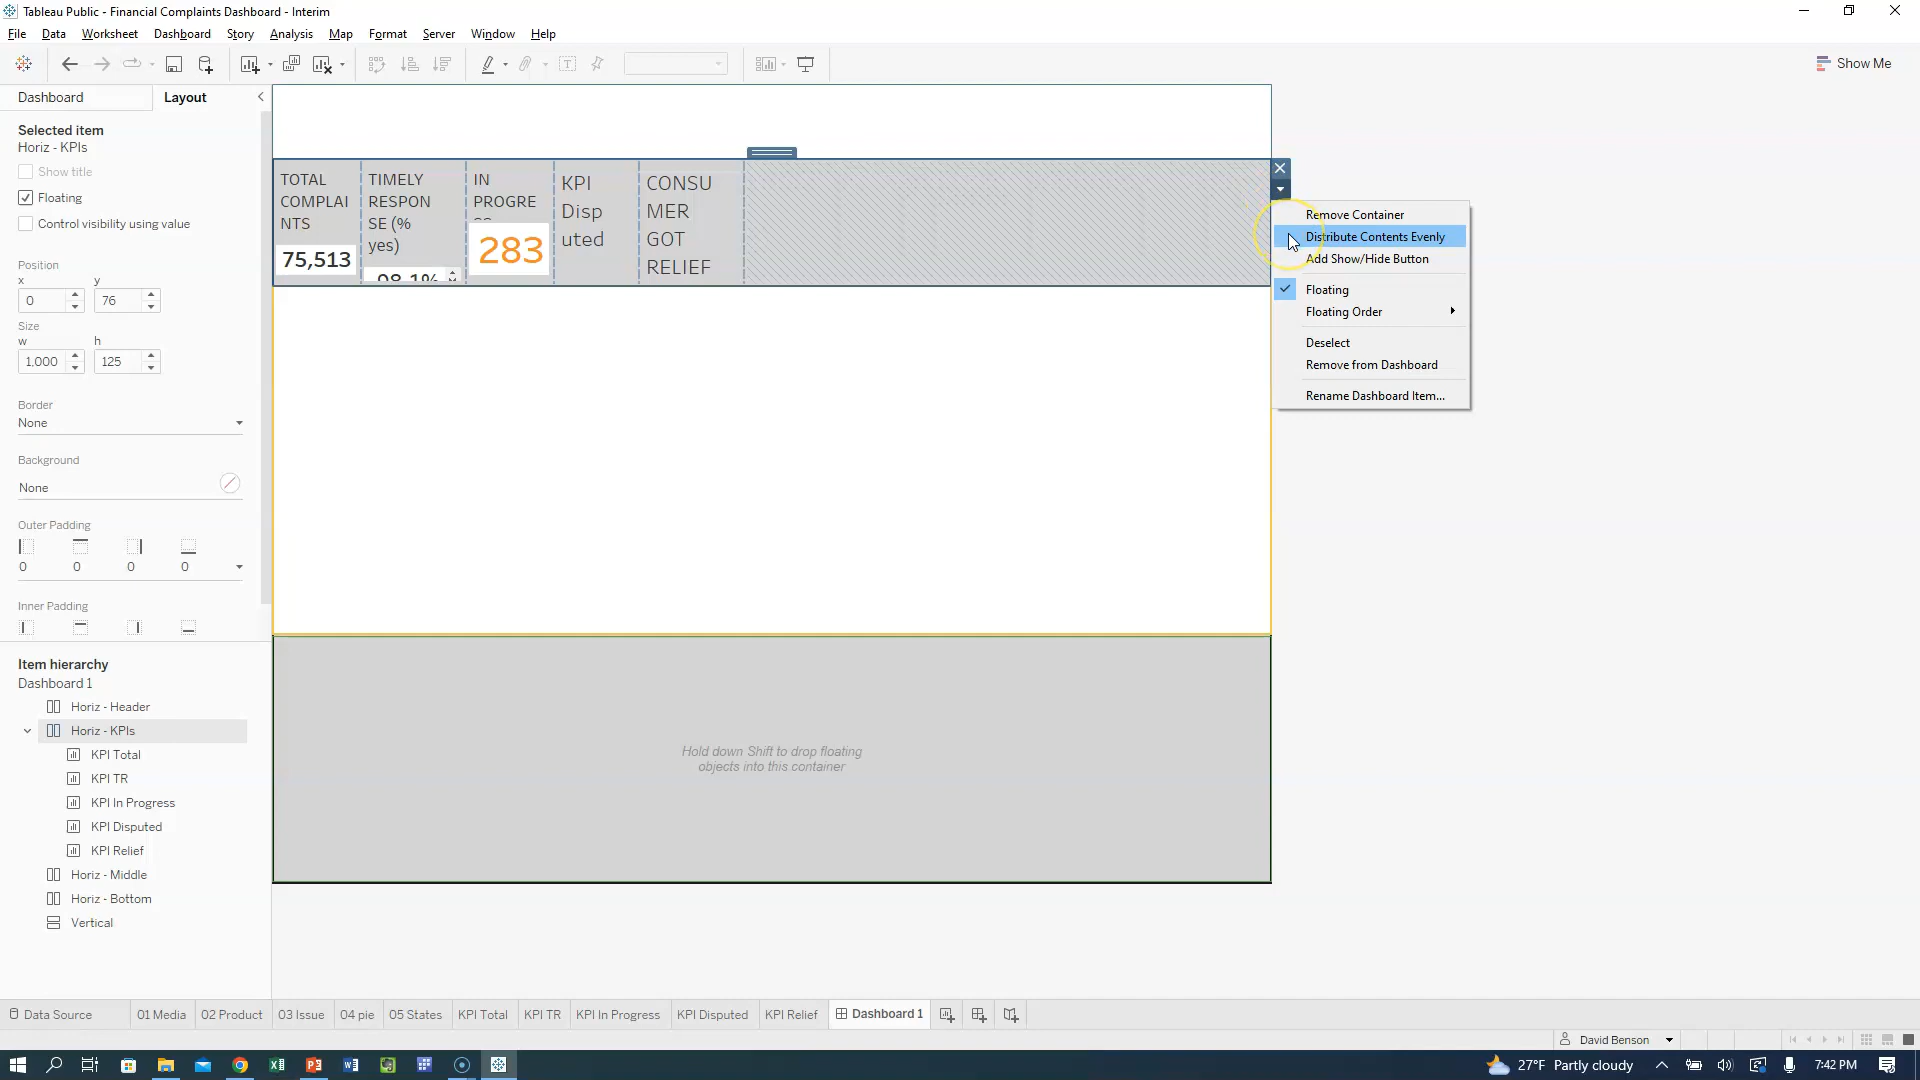 Tableau Public - Financial Complaints Dashboard - Interim
File Data Worksheet Dashboard Story Analysis Map Format Server Window Help
Show Me
Dashboard Layout
Selected item
Horiz - KPIs
Show title
Floating
Control visibility using value
Position
x y
0 76
Size
w h
1,000 125
Border
None
Background
None
Outer Padding
0 0 0 0
Inner Padding
Item hierarchy
Dashboard 1
Horiz - Header
Horiz - KPIs
KPI Total
KPI TR
KPI In Progress
KPI Disputed
KPI Relief
Horiz - Middle
Horiz - Bottom
Vertical
TOTAL
COMPLAI
NTS
75,513
TIMELY
RESPON
SE (%
yes)
98.1%
IN
PROGRE
283
KPI
Disp
uted
CONSU
MER
GOT
RELIEF
Remove Container
Distribute Contents Evenly
Add Show/Hide Button
Floating
Floating Order
Deselect
Remove from Dashboard
Rename Dashboard Item...
Hold down Shift to drop floating
objects into this container
Data Source 01 Media 02 Product 03 Issue 04 pie 05 States KPI Total KPI TR KPI In Progress KPI Disputed KPI Relief Dashboard 1
David Benson
27°F Partly cloudy 7:42 PM